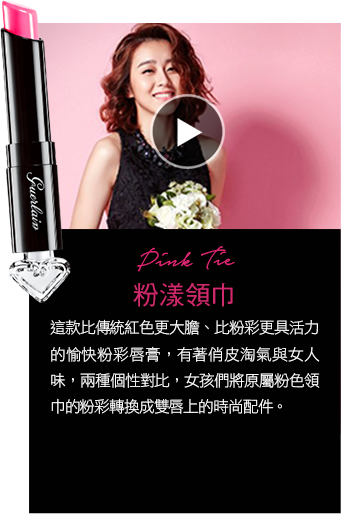 Guerlain
Pink Tie
粉漾領巾
這款比傳統紅色更大膽、比粉彩更具活力
的愉快粉彩唇膏，有著俏皮淘氣與女人
味，兩種個性對比，女孩們將原屬粉色領
巾的粉彩轉換成雙唇上的時尚配件。